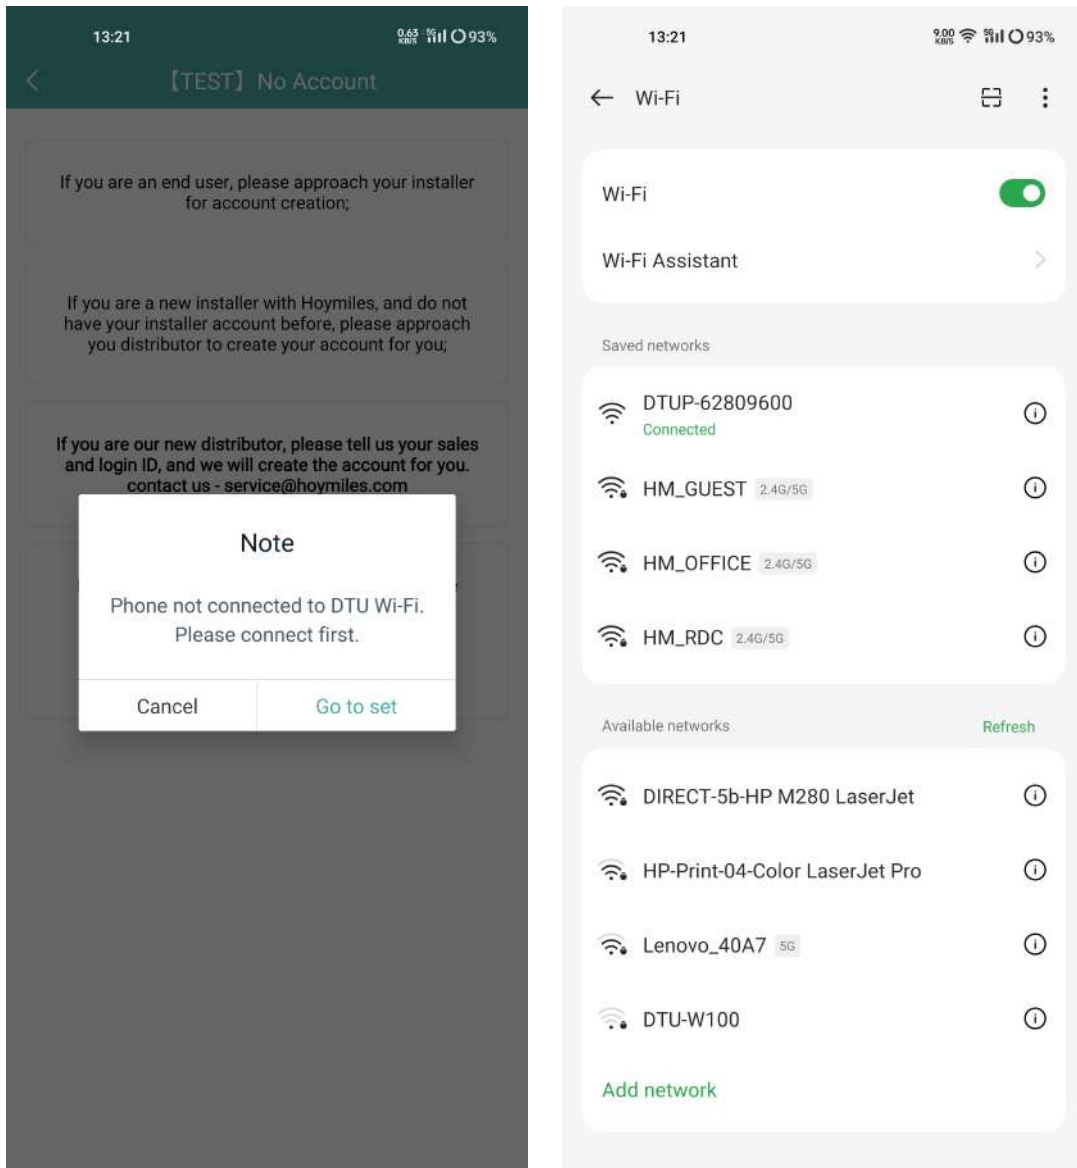 13:21
0.63 KB/S 5G 93%
【TEST】No Account
If you are an end user, please approach your installer
for account creation;
If you are a new installer with Hoymiles, and do not
have your installer account before, please approach
you distributor to create your account for you;
If you are our new distributor, please tell us your sales
and login ID, and we will create the account for you.
contact us - service@hoymiles.com
Note
Phone not connected to DTU Wi-Fi.
Please connect first.
Cancel
Go to set
13:21
9.00 KB/S 5G 93%
Wi-Fi
Wi-Fi
Wi-Fi Assistant
Saved networks
DTUP-62809600
Connected
HM_GUEST 2.4G/5G
HM_OFFICE 2.4G/5G
HM_RDC 2.4G/5G
Available networks
Refresh
DIRECT-5b-HP M280 LaserJet
HP-Print-04-Color LaserJet Pro
Lenovo_40A7 5G
DTU-W100
Add network